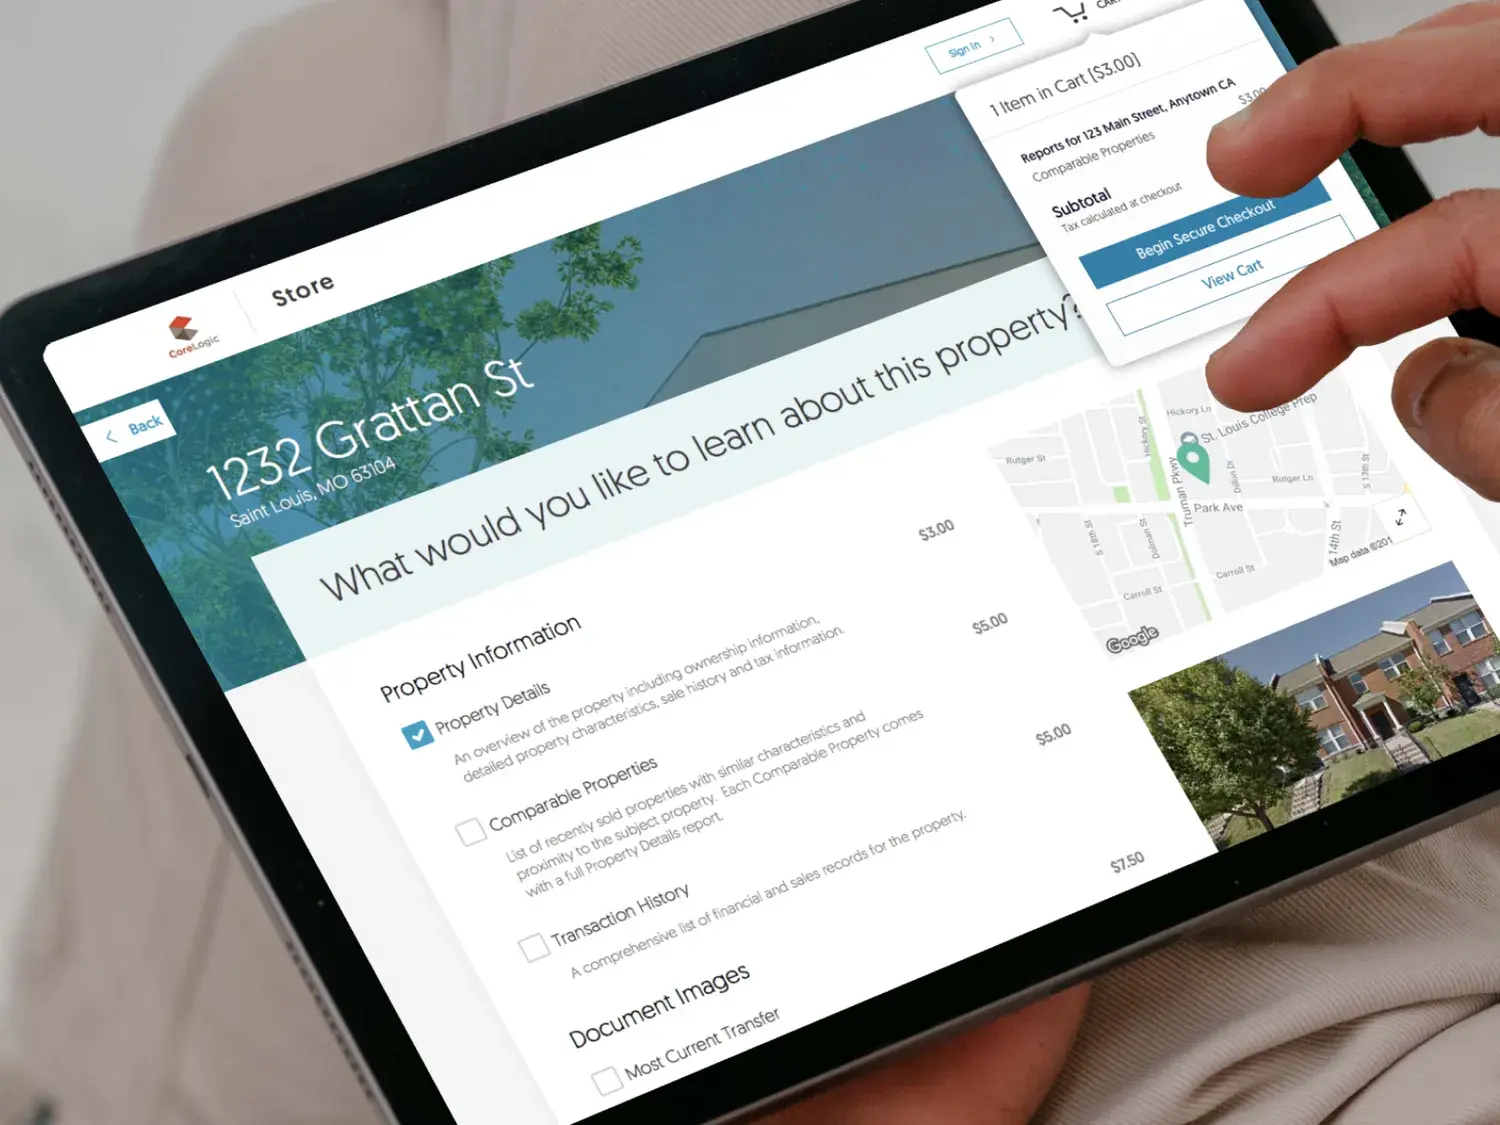 Sign In
CART
1 Item in Cart ($3.00)
Reports for 123 Main Street, Anytown CA
$3.00
Comparable Properties
Subtotal
Tax calculated at checkout
Begin Secure Checkout
View Cart
CoreLogic
Store
Back
1232 Grattan St
Saint Louis, MO 63104
What would you like to learn about this property?
Property Information
Property Details
$3.00
An overview of the property including ownership information,
detailed property characteristics, sale history and tax information.
Comparable Properties
$5.00
List of recently sold properties with similar characteristics and
proximity to the subject property. Each Comparable Property comes
with a full Property Details report.
Transaction History
$5.00
A comprehensive list of financial and sales records for the property.
Document Images
Most Current Transfer
$7.50
Hickory Ln
Hickory St
St. Louis College Prep
Rutger St
Truman Pkwy
Dillon Dr
Rutger Ln
S 13th St
Park Ave
S 18th St
Dolman St
14th St
Carroll St
Carroll St
Map data ©201
Google